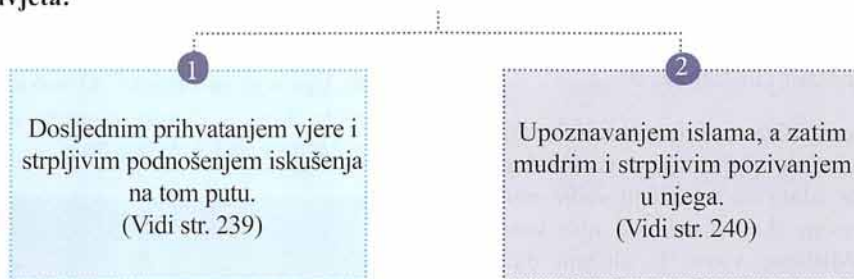 1
Dosljednim prihvatanjem vjere i
strpljivim podnošenjem iskušenja
na tom putu.
(Vidi str. 239)
2
Upoznavanjem islama, a zatim
mudrim i strpljivim pozivanjem
u njega.
(Vidi str. 240)